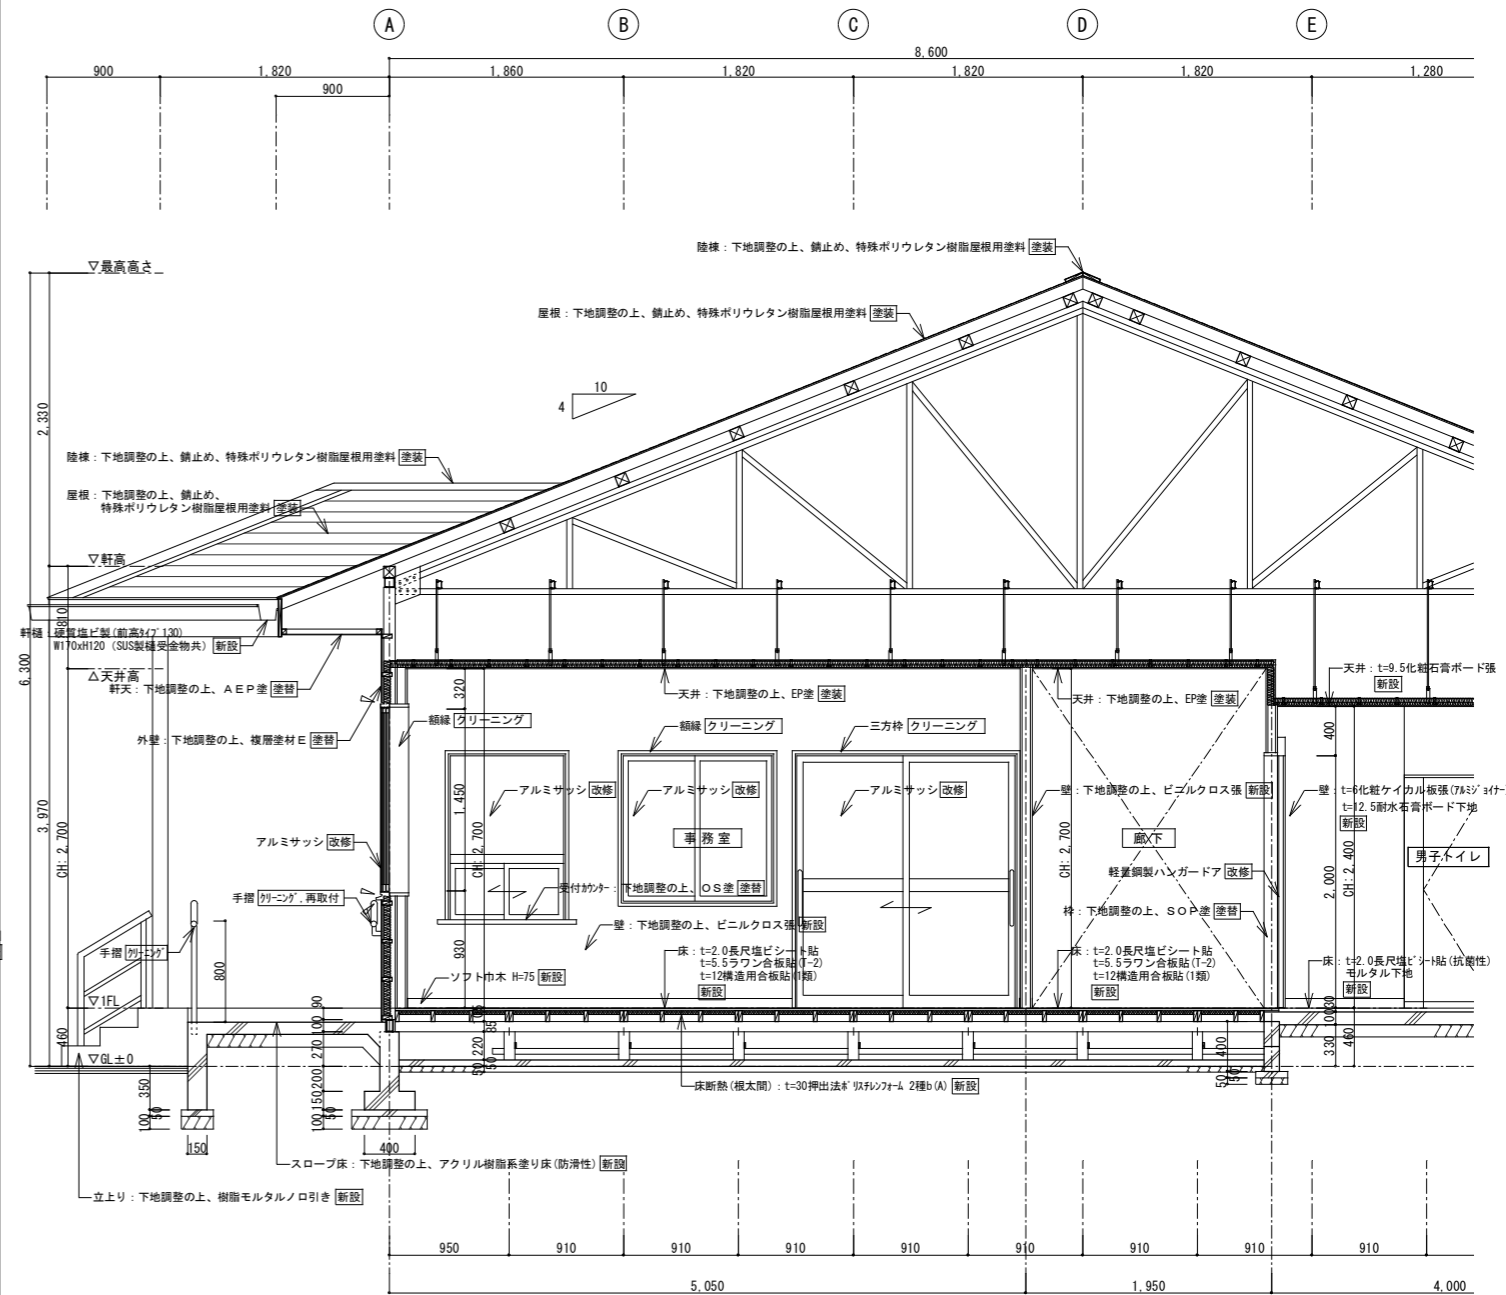 A
B
C
D
E
8,600
900
1,820
1,860
1,820
1,820
1,820
1,280
900
陸棟：下地調整の上、錆止め、特殊ポリウレタン樹脂屋根用塗料 塗装
▽最高高さ
屋根：下地調整の上、錆止め、特殊ポリウレタン樹脂屋根用塗料 塗装
10
4
2,330
陸棟：下地調整の上、錆止め、特殊ポリウレタン樹脂屋根用塗料 塗装
屋根：下地調整の上、錆止め、
特殊ポリウレタン樹脂屋根用塗料 塗装
▽軒高
810
軒樋：硬質塩ビ製(前高タイプ130)
W170xH120 (SUS製樋受金物共) 新設
6,300
△天井高
軒天：下地調整の上、ＡＥＰ塗 塗替
外壁：下地調整の上、複層塗材Ｅ 塗替
320
天井：下地調整の上、EP塗 塗装
天井：下地調整の上、EP塗 塗装
天井：t=9.5化粧石膏ボード張
新設
額縁 クリーニング
額縁 クリーニング
三方枠 クリーニング
400
アルミサッシ 改修
アルミサッシ 改修
アルミサッシ 改修
壁：下地調整の上、ビニルクロス張 新設
壁：t=6化粧ケイカル板張(アルミジョイナー
t=12.5耐水石膏ボード下地
新設
1,450
3,970
CH:2,700
CH:2,700
CH:2,700
CH:2,400
2,000
アルミサッシ 改修
事務室
廊下
男子トイレ
軽量鋼製ハンガードア 改修
手摺 クリーニング、再取付
受付カウンター：下地調整の上、ＯＳ塗 塗替
枠：下地調整の上、ＳＯＰ塗 塗替
壁：下地調整の上、ビニルクロス張 新設
手摺 クリーニング
800
930
床：t=2.0長尺塩ビシート貼
t=5.5ラワン合板貼(T-2)
t=12構造用合板貼(1類)
新設
床：t=2.0長尺塩ビシート貼
t=5.5ラワン合板貼(T-2)
t=12構造用合板貼(1類)
新設
床：t=2.0長尺塩ビシート貼(抗菌性)
モルタル下地
新設
ソフト巾木 H=75 新設
▽1FL
460
90
100
270
200
150
50
100
85
220
50
50
400
50
50
30
100
330
460
▽GL±0
350
50
100
床断熱(根太間)：t=30押出法ポリスチレンフォーム 2種b(A) 新設
150
400
スロープ床：下地調整の上、アクリル樹脂系塗り床(防滑性) 新設
立上り：下地調整の上、樹脂モルタルノロ引き 新設
950
910
910
910
910
910
910
910
910
5,050
1,950
4,000